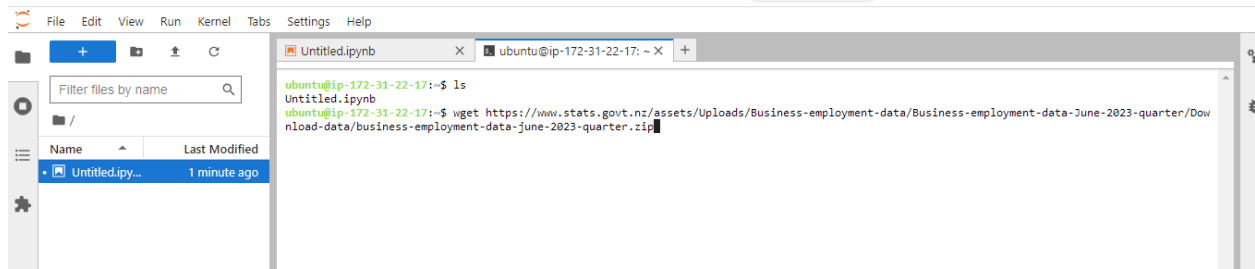 File Edit View Run Kernel Tabs Settings Help
Filter files by name
/
Name Last Modified
Untitled.ipy... 1 minute ago
Untitled.ipynb
ubuntu@ip-172-31-22-17: ~
ubuntu@ip-172-31-22-17:~$ ls
Untitled.ipynb
ubuntu@ip-172-31-22-17:~$ wget https://www.stats.govt.nz/assets/Uploads/Business-employment-data/Business-employment-data-June-2023-quarter/Dow
nload-data/business-employment-data-june-2023-quarter.zip